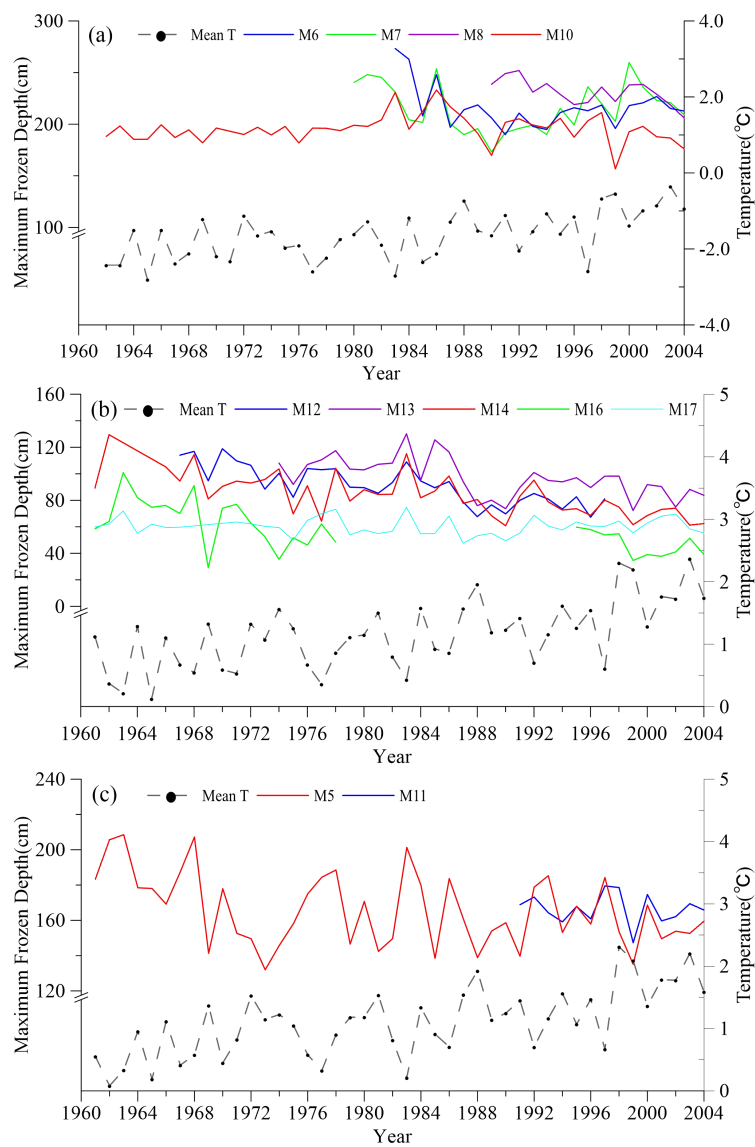 (a) Mean T M6 M7 M8 M10
Maximum Frozen Depth(cm)
300
200
100
4.0
2.0
0.0
-2.0
-4.0
Temperature(℃)
1960 1964 1968 1972 1976 1980 1984 1988 1992 1996 2000 2004
Year
(b) Mean T M12 M13 M14 M16 M17
Maximum Frozen Depth(cm)
160
120
80
40
0
5
4
3
2
1
0
Temperature(℃)
1960 1964 1968 1972 1976 1980 1984 1988 1992 1996 2000 2004
Year
(c) Mean T M5 M11
Maximum Frozen Depth(cm)
240
200
160
120
5
4
3
2
1
0
Temperature(℃)
1960 1964 1968 1972 1976 1980 1984 1988 1992 1996 2000 2004
Year